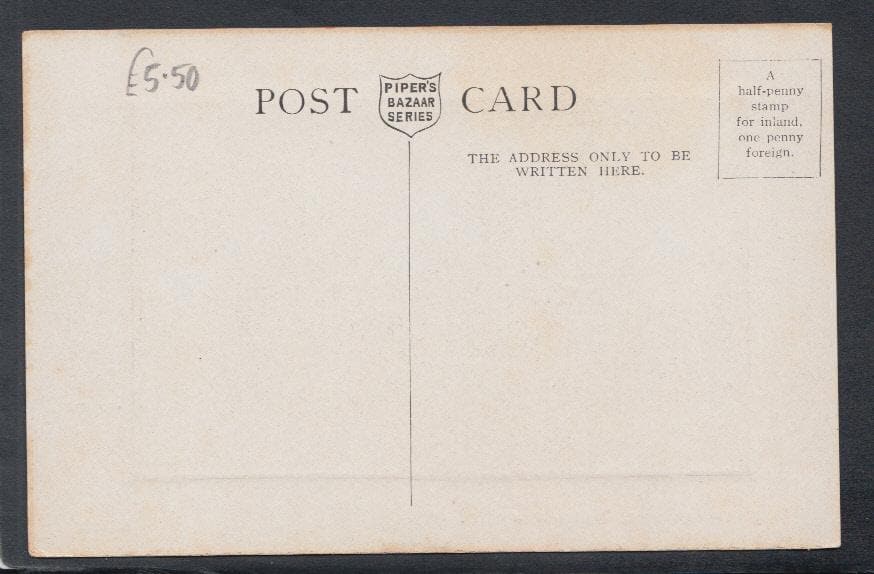 £5.50
POST CARD
PIPER'S
BAZAAR
SERIES
THE ADDRESS ONLY TO BE
WRITTEN HERE.
A
half-penny
stamp
for inland,
one penny
foreign.